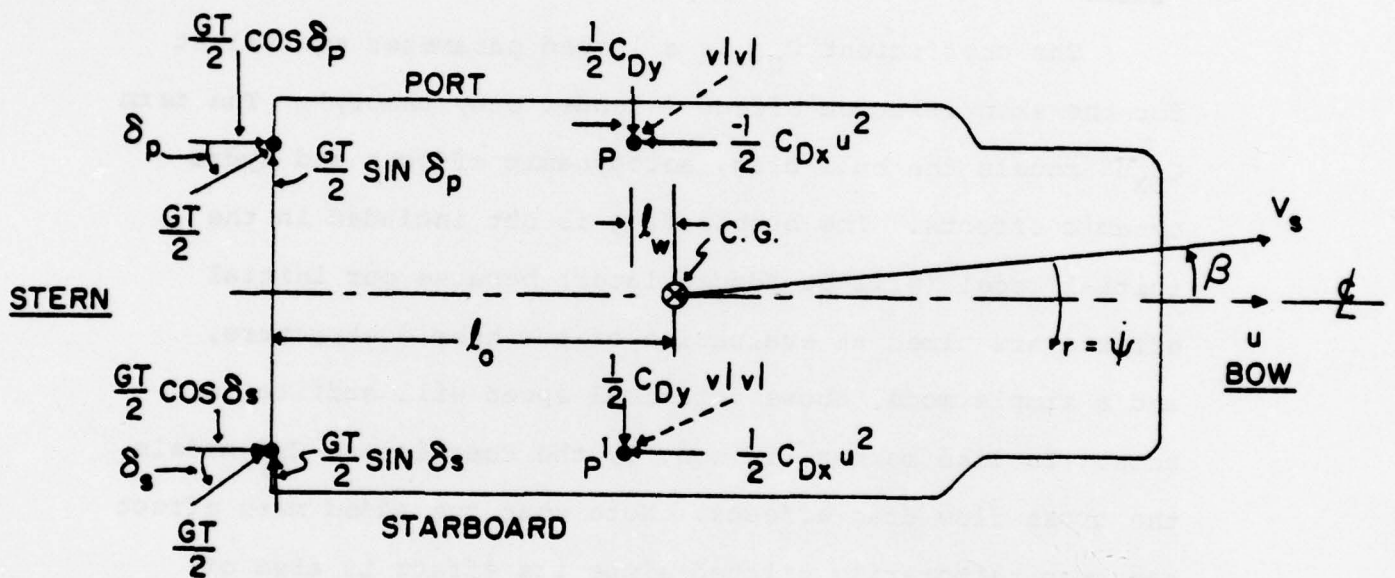 GT/2 COS δp
1/2 CDy v|v|
PORT
δp
P
-1/2 CDx u²
GT/2 SIN δp
GT/2
lw
C.G.
Vs
β
STERN
℄
lo
r = ψ̇
u
BOW
GT/2 COS δs
1/2 CDy v|v|
δs
GT/2 SIN δs
P'
1/2 CDx u²
GT/2
STARBOARD